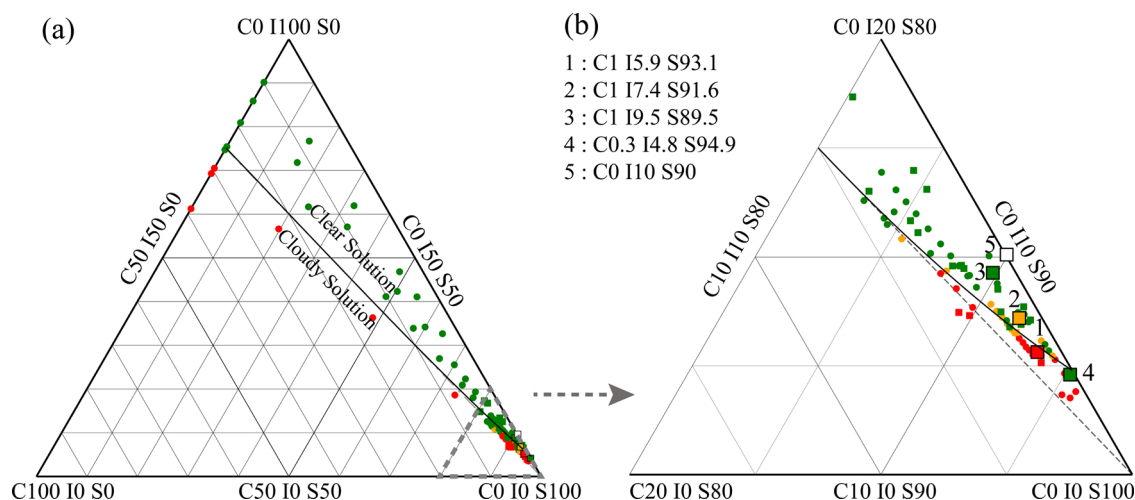 (a)
C0 I100 S0
C50 I50 S0
C0 I50 S50
Clear Solution
Cloudy Solution
C100 I0 S0
C50 I0 S50
C0 I0 S100
(b)
C0 I20 S80
1 : C1 I5.9 S93.1
2 : C1 I7.4 S91.6
3 : C1 I9.5 S89.5
4 : C0.3 I4.8 S94.9
5 : C0 I10 S90
C10 I10 S80
C0 I10 S90
5
3
2
1
4
C20 I0 S80
C10 I0 S90
C0 I0 S100